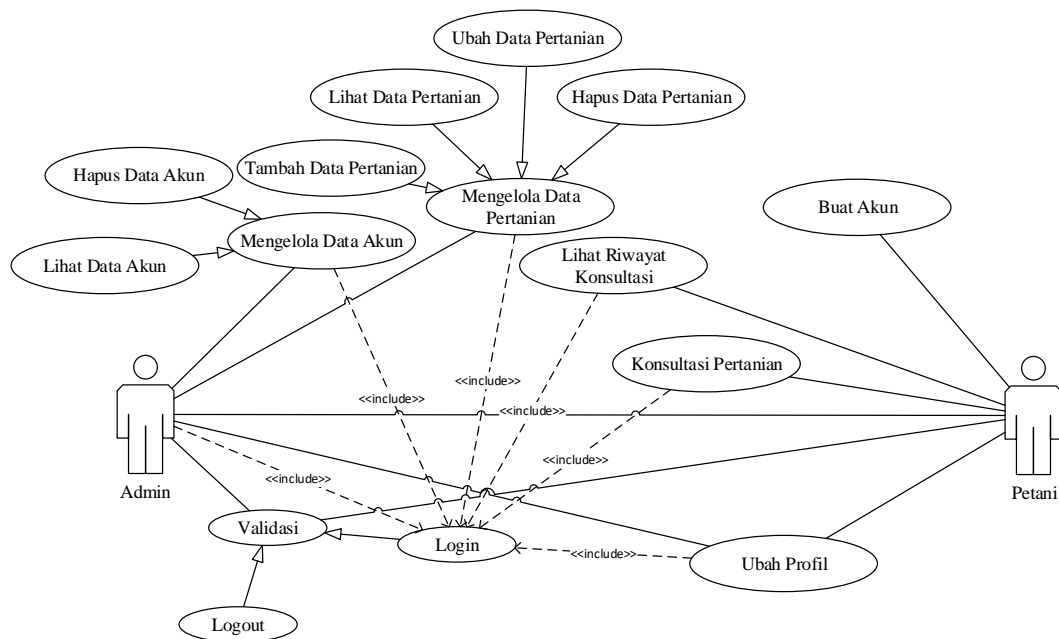 Ubah Data Pertanian
Lihat Data Pertanian
Hapus Data Pertanian
Hapus Data Akun
Tambah Data Pertanian
Mengelola Data
Pertanian
Buat Akun
Mengelola Data Akun
Lihat Data Akun
Lihat Riwayat
Konsultasi
Konsultasi Pertanian
<<include>>
<<include>>
<<include>>
<<include>>
<<include>>
Admin
Petani
Validasi
Login
<<include>>
Ubah Profil
Logout